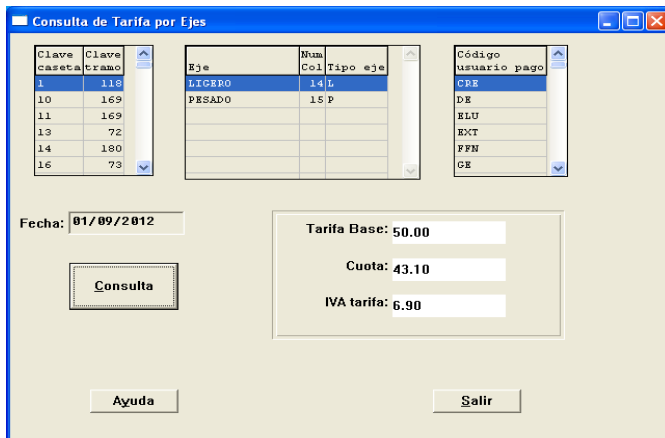 Consulta de Tarifa por Ejes
Clave caseta Clave tramo
1 118
10 169
11 169
13 72
14 180
16 73
Eje Num Col Tipo eje
LIGERO 14 L
PESADO 15 P
Código usuario pago
CRE
DE
ELU
EXT
FFN
GE
Fecha: 01/09/2012
Consulta
Tarifa Base: 50.00
Cuota: 43.10
IVA tarifa: 6.90
Ayuda
Salir